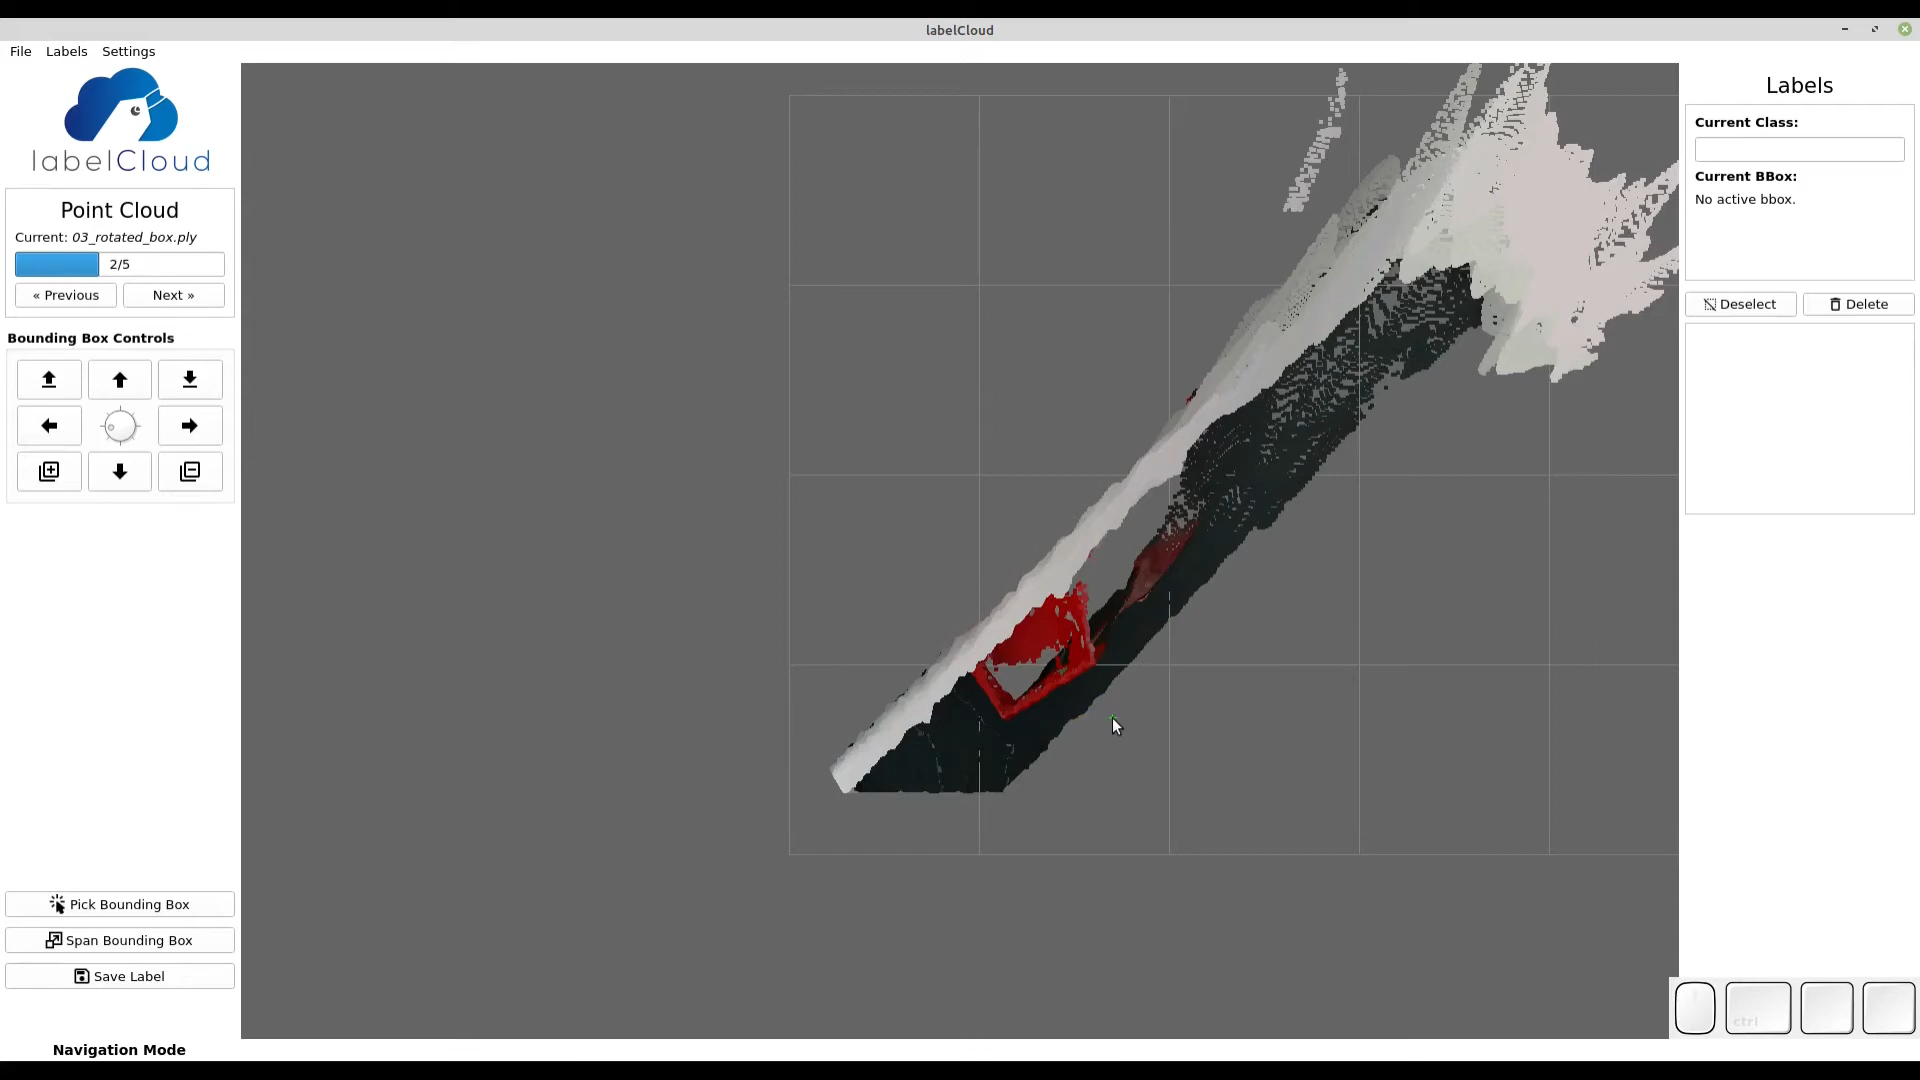 labelCloud
File Labels Settings
labelCloud
Point Cloud
Current: 03_rotated_box.ply
2/5
« Previous
Next »
Bounding Box Controls
Pick Bounding Box
Span Bounding Box
Save Label
Navigation Mode
Labels
Current Class:
Current BBox:
No active bbox.
Deselect
Delete
ctrl